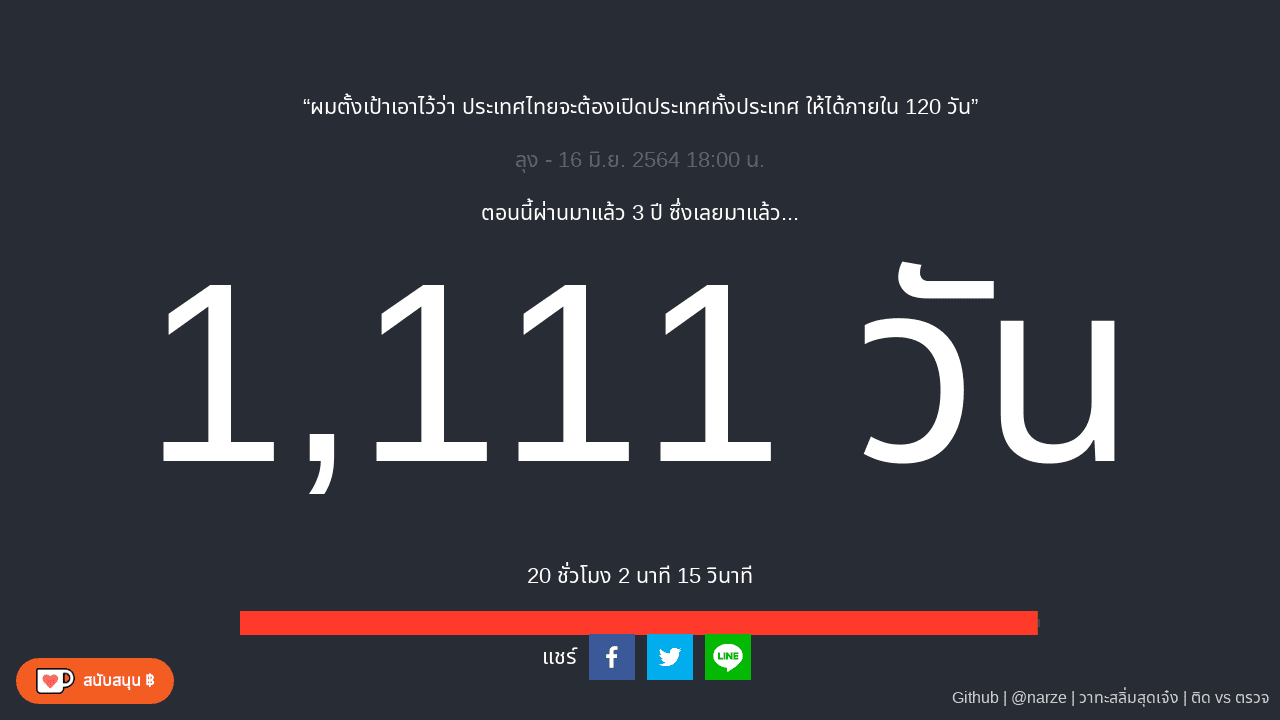 “ผมตั้งเป้าเอาไว้ว่า ประเทศไทยจะต้องเปิดประเทศทั้งประเทศ ให้ได้ภายใน 120 วัน”
ลุง - 16 มิ.ย. 2564 18:00 น.
ตอนนี้ผ่านมาแล้ว 3 ปี ซึ่งเลยมาแล้ว...
1,111 วัน
20 ชั่วโมง 2 นาที 15 วินาที
แชร์
LINE
สนับสนุน ฿
Github | @narze | วาทะสลิ่มสุดเจ๋ง | ติด vs ตรวจ